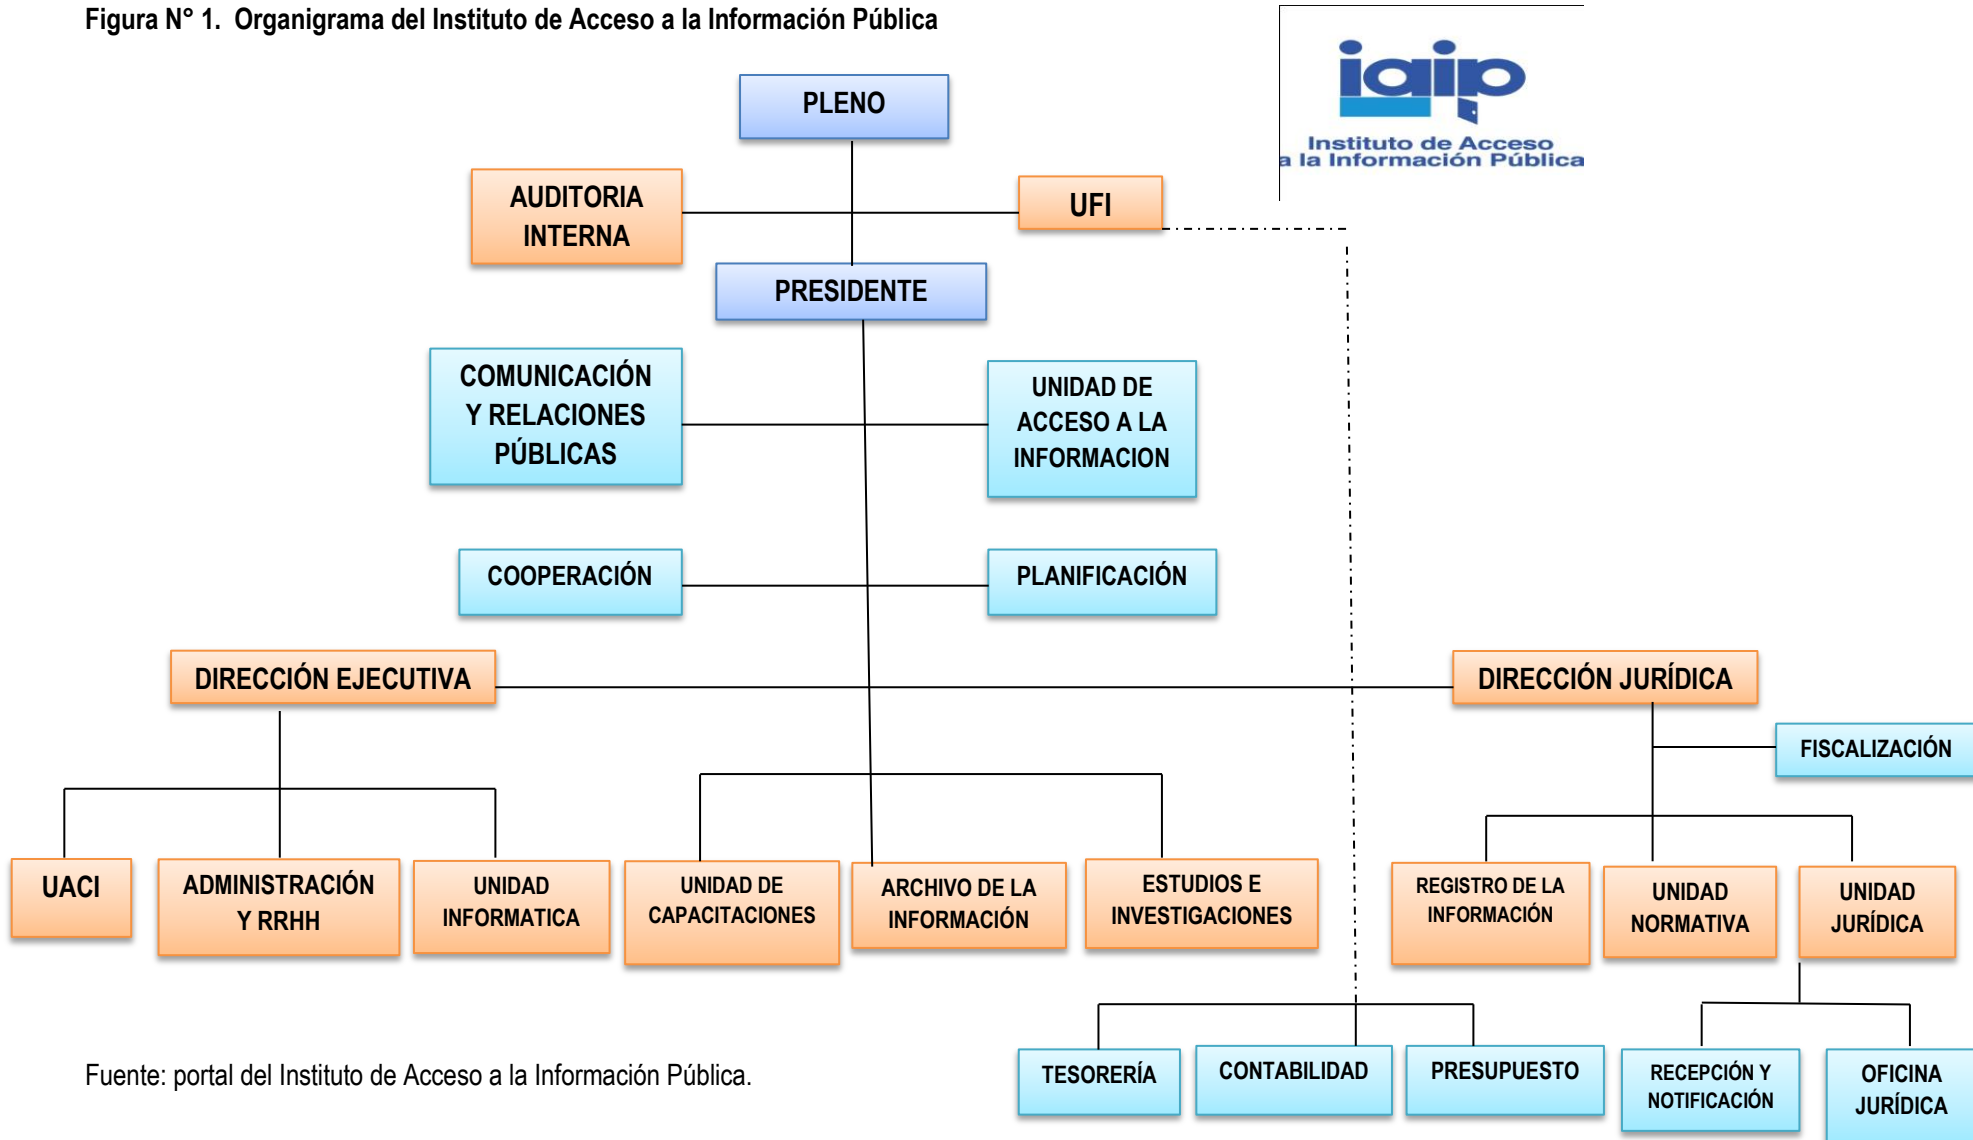 Figura N° 1. Organigrama del Instituto de Acceso a la Información Pública
iaip
Instituto de Acceso
a la Información Pública
PLENO
AUDITORIA
INTERNA
UFI
PRESIDENTE
COMUNICACIÓN
Y RELACIONES
PÚBLICAS
UNIDAD DE
ACCESO A LA
INFORMACION
COOPERACIÓN
PLANIFICACIÓN
DIRECCIÓN EJECUTIVA
DIRECCIÓN JURÍDICA
FISCALIZACIÓN
UACI
ADMINISTRACIÓN
Y RRHH
UNIDAD
INFORMATICA
UNIDAD DE
CAPACITACIONES
ARCHIVO DE LA
INFORMACIÓN
ESTUDIOS E
INVESTIGACIONES
REGISTRO DE LA
INFORMACIÓN
UNIDAD
NORMATIVA
UNIDAD
JURÍDICA
TESORERÍA
CONTABILIDAD
PRESUPUESTO
RECEPCIÓN Y
NOTIFICACIÓN
OFICINA
JURÍDICA
Fuente: portal del Instituto de Acceso a la Información Pública.